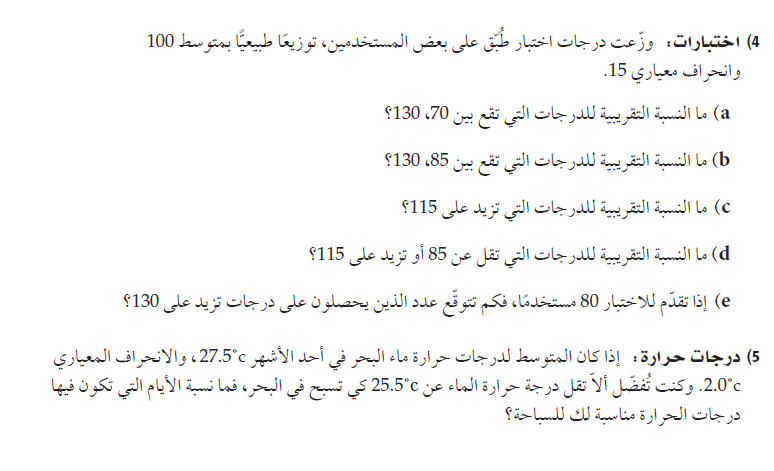 4) اختبارات: وزّعت درجات اختبار طُبِّق على بعض المستخدمين، توزيعًا طبيعيًّا بمتوسط 100
وانحراف معياري 15.
a) ما النسبة التقريبية للدرجات التي تقع بين 70، 130؟
b) ما النسبة التقريبية للدرجات التي تقع بين 85، 130؟
c) ما النسبة التقريبية للدرجات التي تزيد على 115؟
d) ما النسبة التقريبية للدرجات التي تقل عن 85 أو تزيد على 115؟
e) إذا تقدّم للاختبار 80 مستخدمًا، فكم تتوقّع عدد الذين يحصلون على درجات تزيد على 130؟
5) درجات حرارة: إذا كان المتوسط لدرجات حرارة ماء البحر في أحد الأشهر 27.5°c، والانحراف المعياري
2.0°c. وكنت تُفضّل ألاّ تقل درجة حرارة الماء عن 25.5°c كي تسبح في البحر، فما نسبة الأيام التي تكون فيها
درجات الحرارة مناسبة لك للسباحة؟